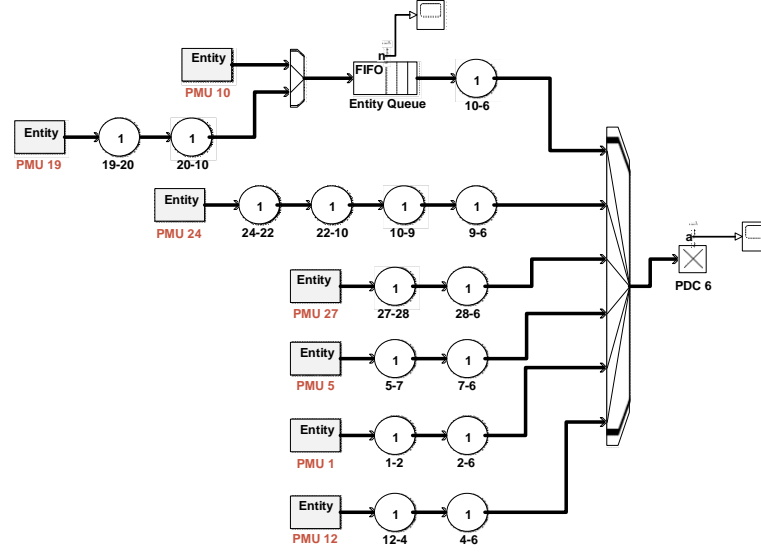 Entity
PMU 10
FIFO
n
Entity Queue
1
10-6
Entity
PMU 19
1
19-20
1
20-10
Entity
PMU 24
1
24-22
1
22-10
1
10-9
1
9-6
a
PDC 6
Entity
PMU 27
1
27-28
1
28-6
Entity
PMU 5
1
5-7
1
7-6
Entity
PMU 1
1
1-2
1
2-6
Entity
PMU 12
1
12-4
1
4-6